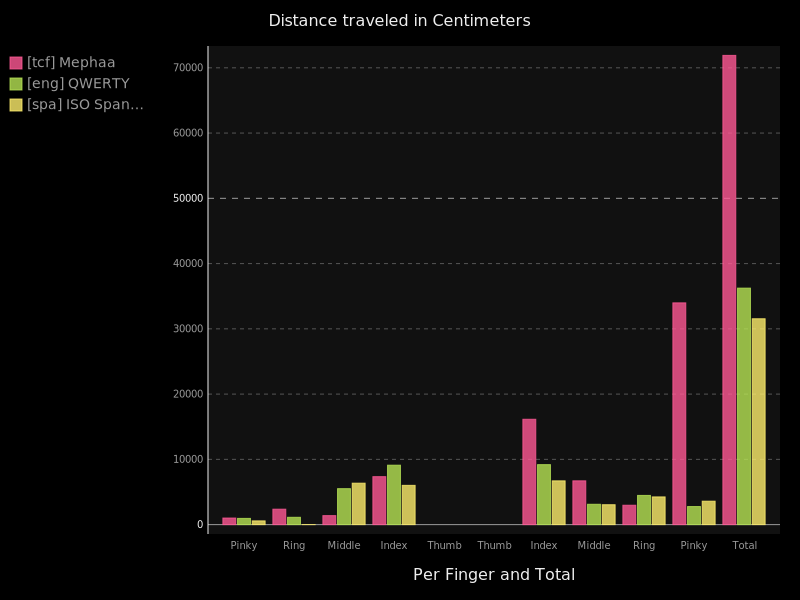 Distance traveled in Centimeters
[tcf] Mephaa
[eng] QWERTY
[spa] ISO Span…
70000
60000
50000
40000
30000
20000
10000
0
Pinky Ring Middle Index Thumb Thumb Index Middle Ring Pinky Total
Per Finger and Total